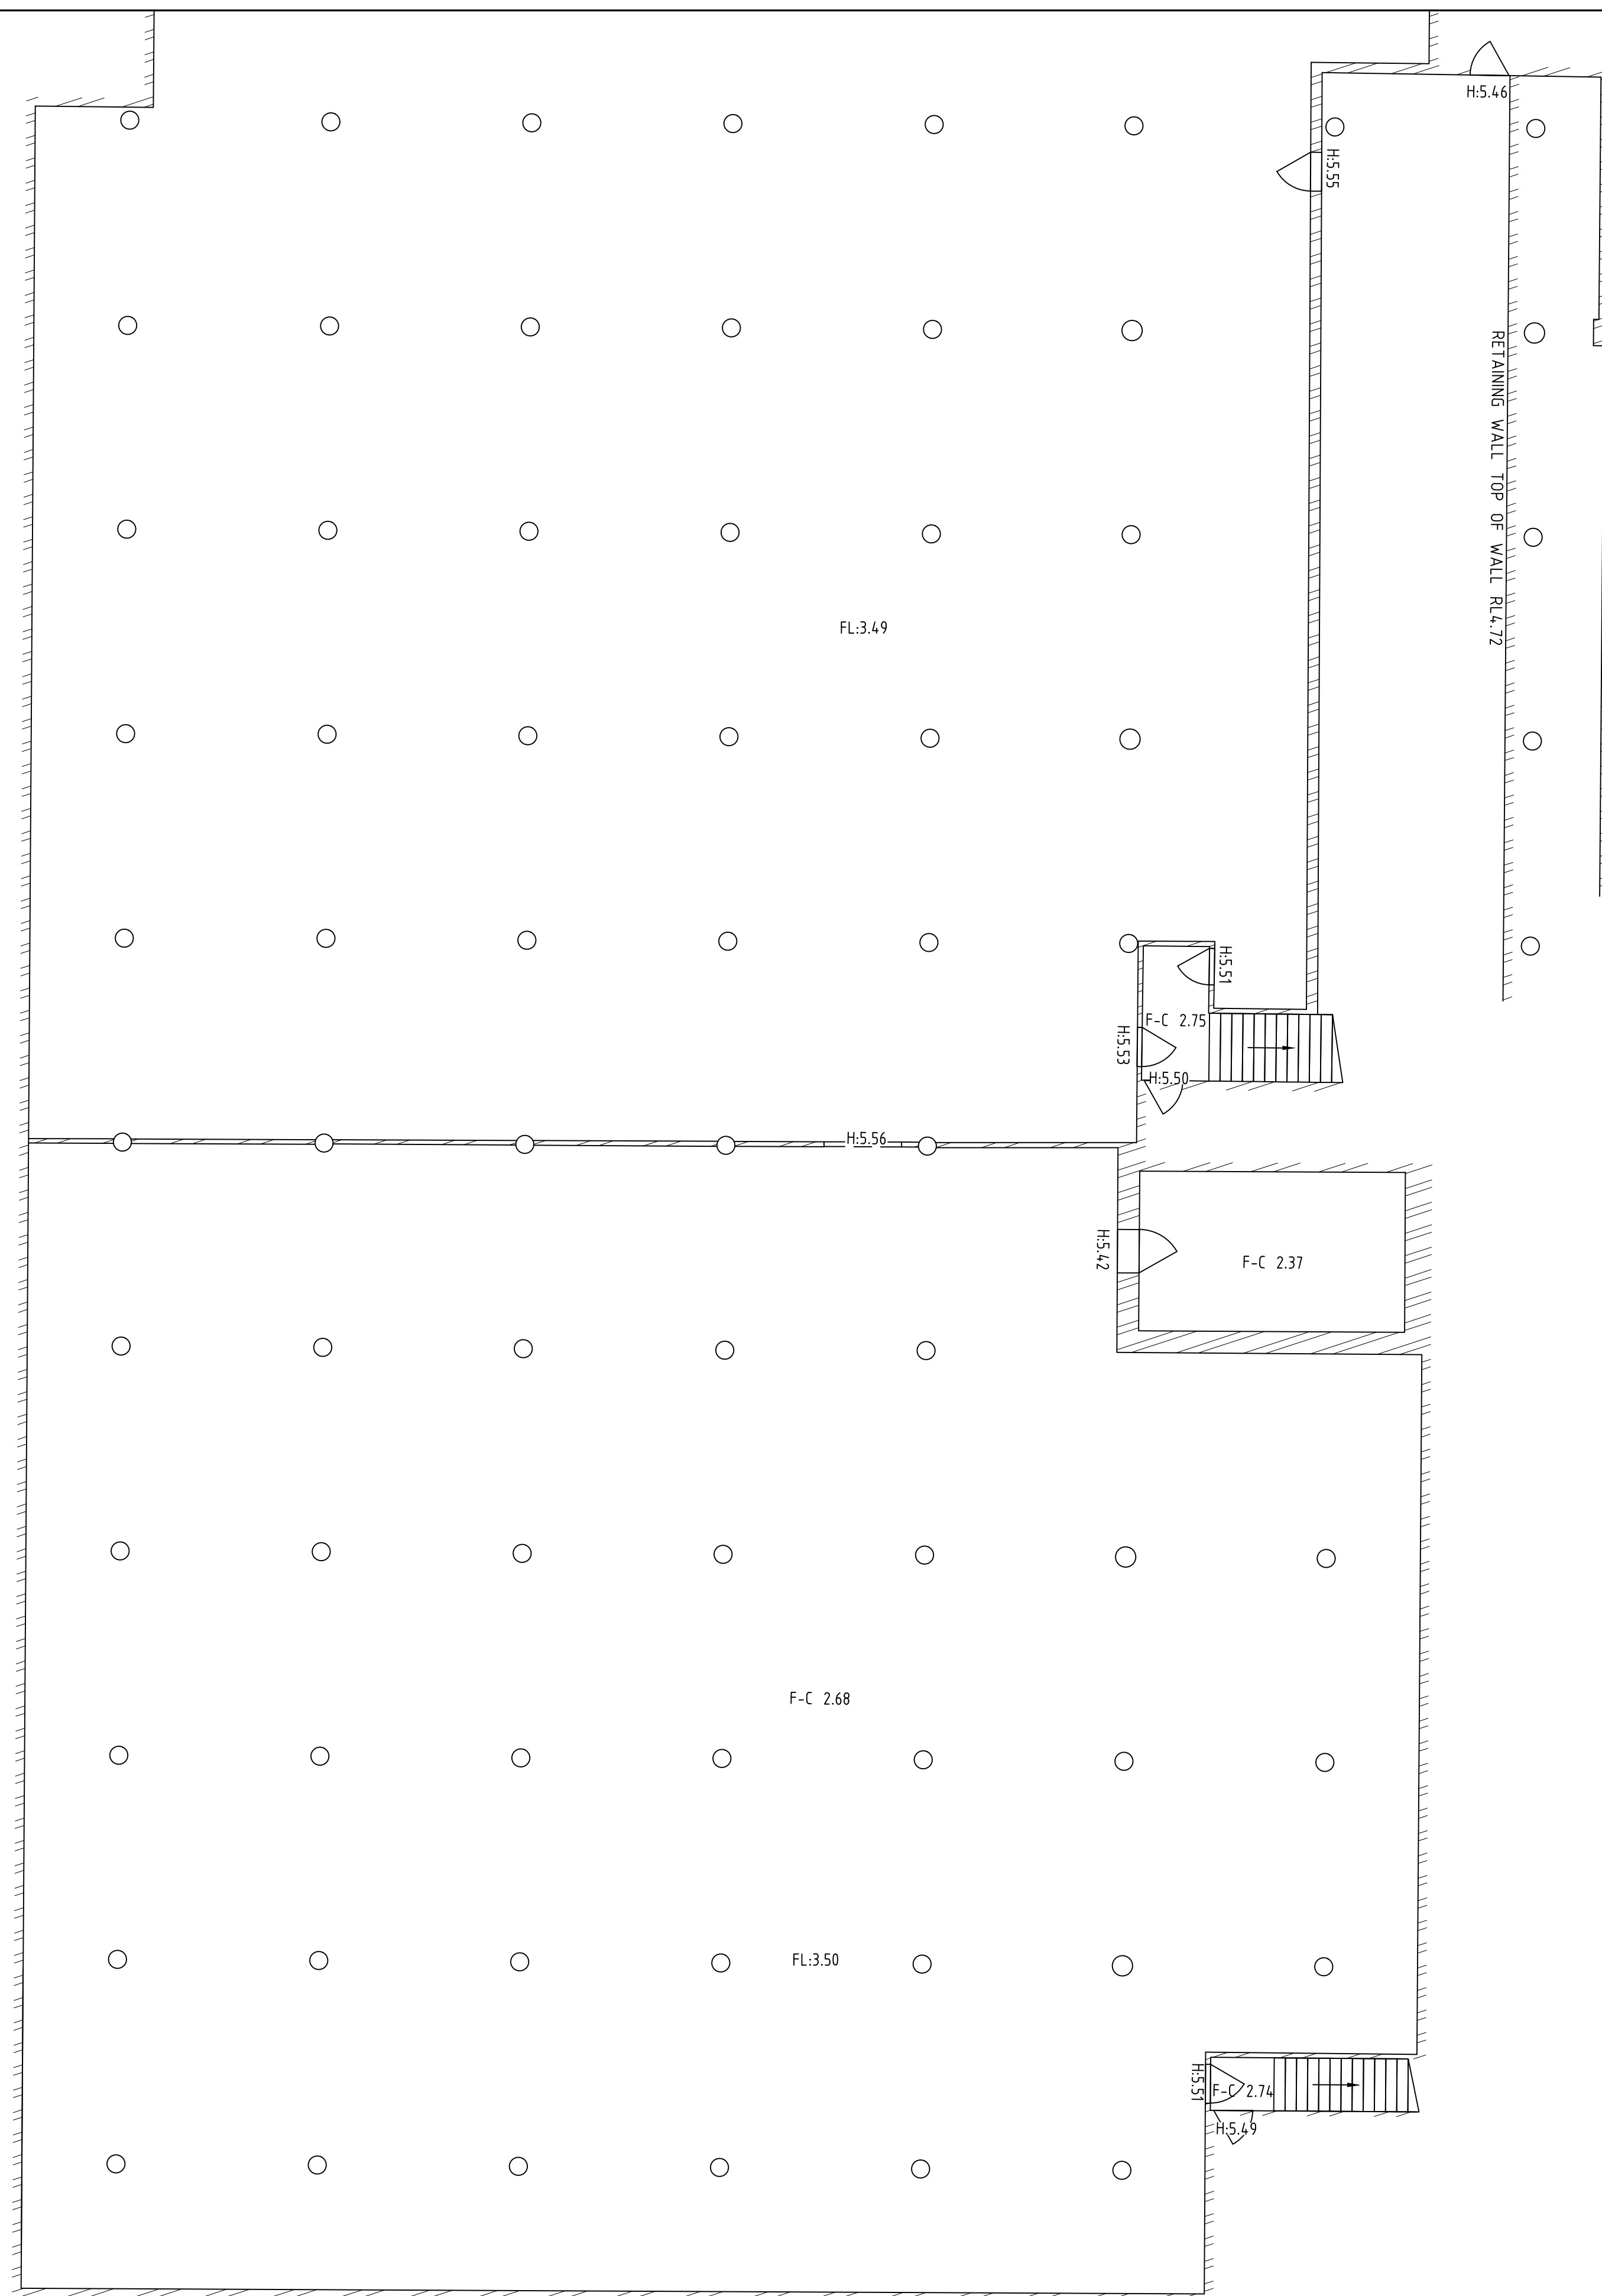 H:5.46
H:5.55
RETAINING WALL TOP OF WALL RL4.72
FL:3.49
H:5.51
F-C 2.75
H:5.53
H:5.50
H:5.56
H:5.42
F-C 2.37
F-C 2.68
FL:3.50
H:5.51
F-C 2.74
H:5.49